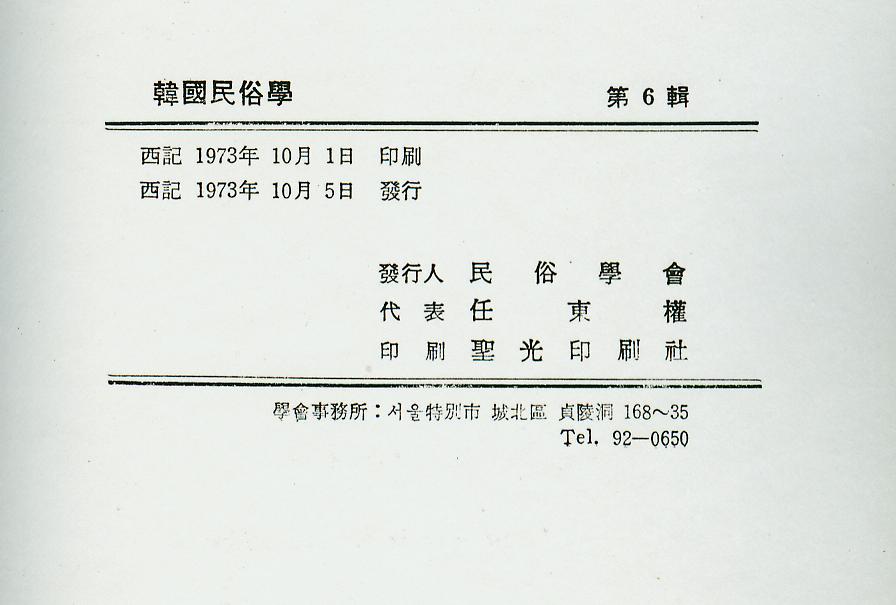 韓國民俗學 第 6 輯
西記 1973年 10月 1日 印刷
西記 1973年 10月 5日 發行
發行人 民俗學會
代表 任東權
印刷 聖光印刷社
學會事務所 : 서울特別市 城北區 貞陵洞 168~35
Tel. 92—0650